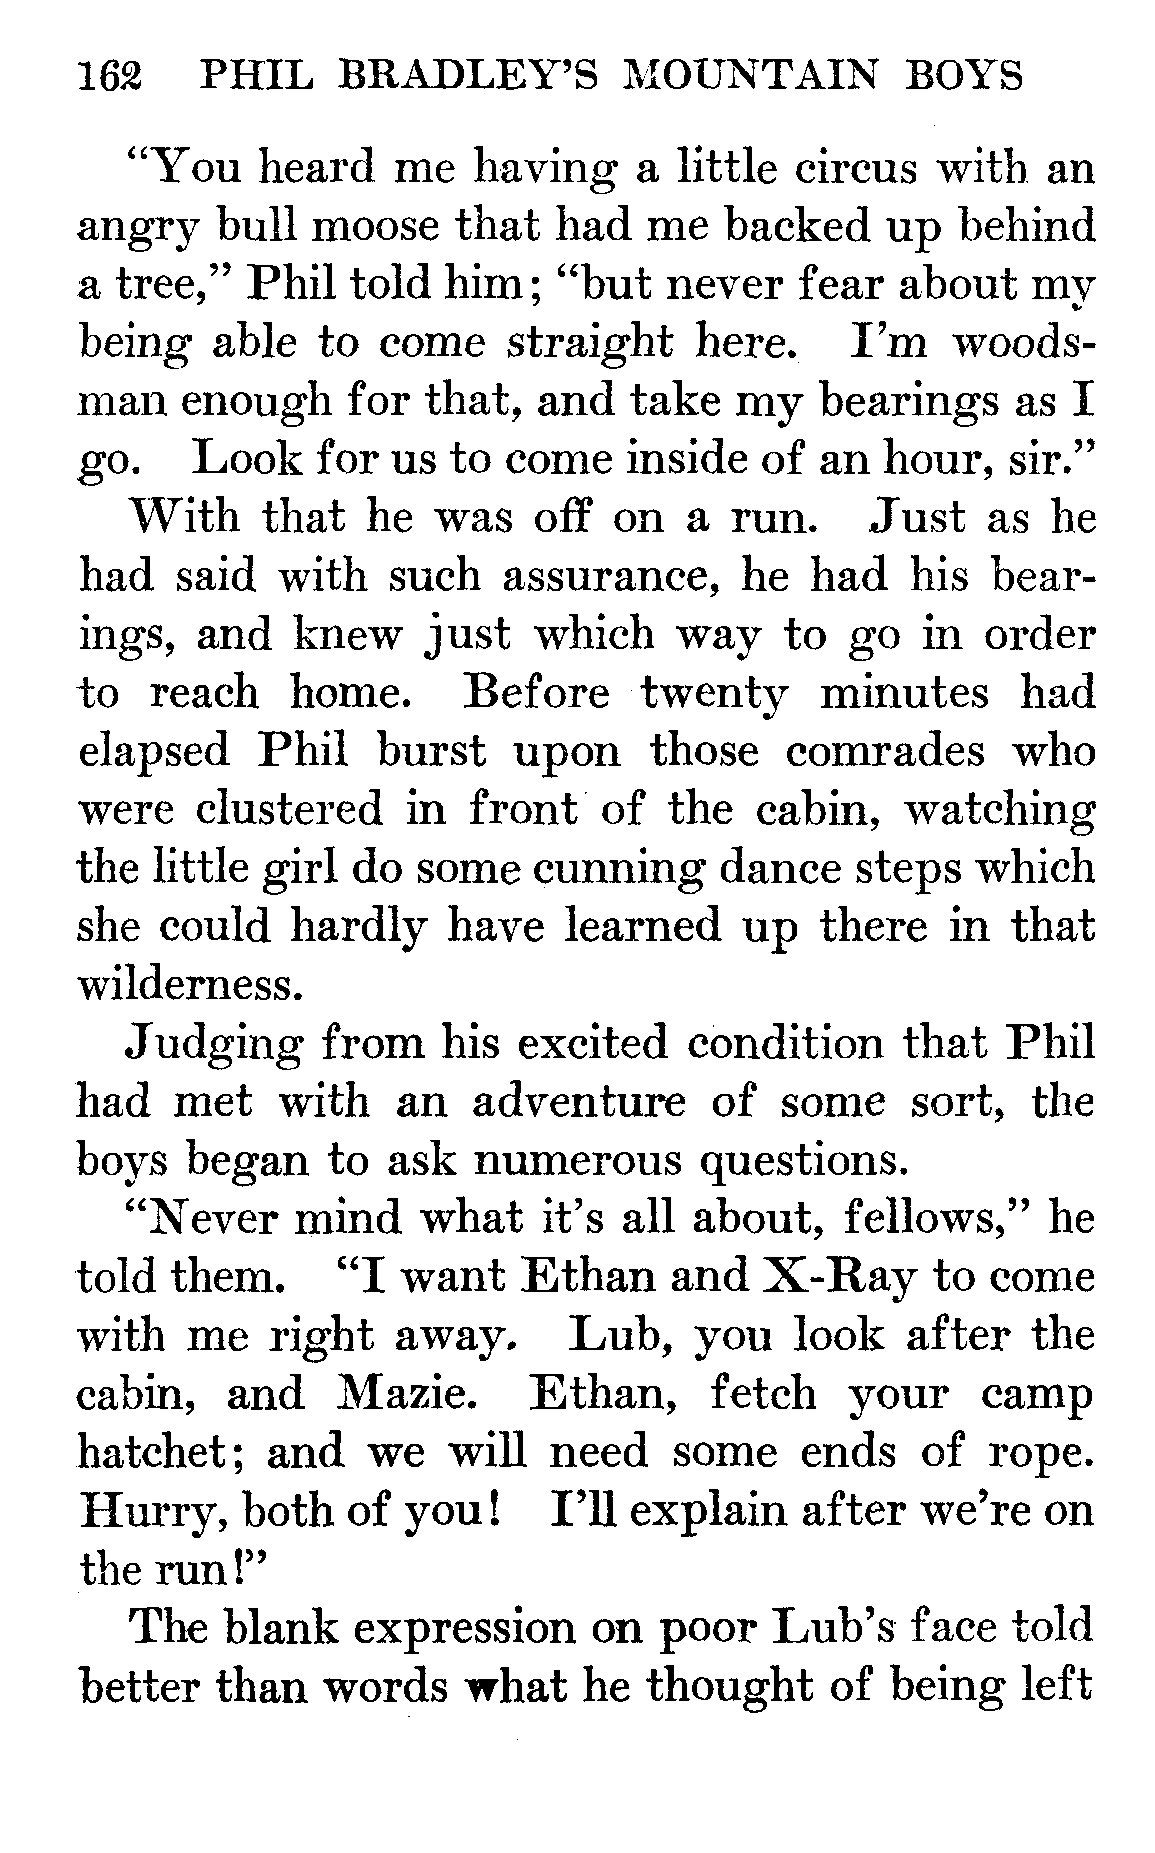 162 PHIL BRADLEY'S MOUNTAIN BOYS
“You heard me having a little circus with an
angry bull moose that had me backed up behind
a tree,” Phil told him; “but never fear about my
being able to come straight here. I’m woods-
man enough for that, and take my bearings as I
go. Look for us to come inside of an hour, sir.”
With that he was off on a run. Just as he
had said with such assurance, he had his bear-
ings, and knew just which way to go in order
to reach home. Before twenty minutes had
elapsed Phil burst upon those comrades who
were clustered in front of the cabin, watching
the little girl do some cunning dance steps which
she could hardly have learned up there in that
wilderness.
Judging from his excited condition that Phil
had met with an adventure of some sort, the
boys began to ask numerous questions.
“Never mind what it’s all about, fellows,” he
told them. “I want Ethan and X-Ray to come
with me right away. Lub, you look after the
cabin, and Mazie. Ethan, fetch your camp
hatchet; and we will need some ends of rope.
Hurry, both of you! I’ll explain after we’re on
the run!”
The blank expression on poor Lub’s face told
better than words what he thought of being left